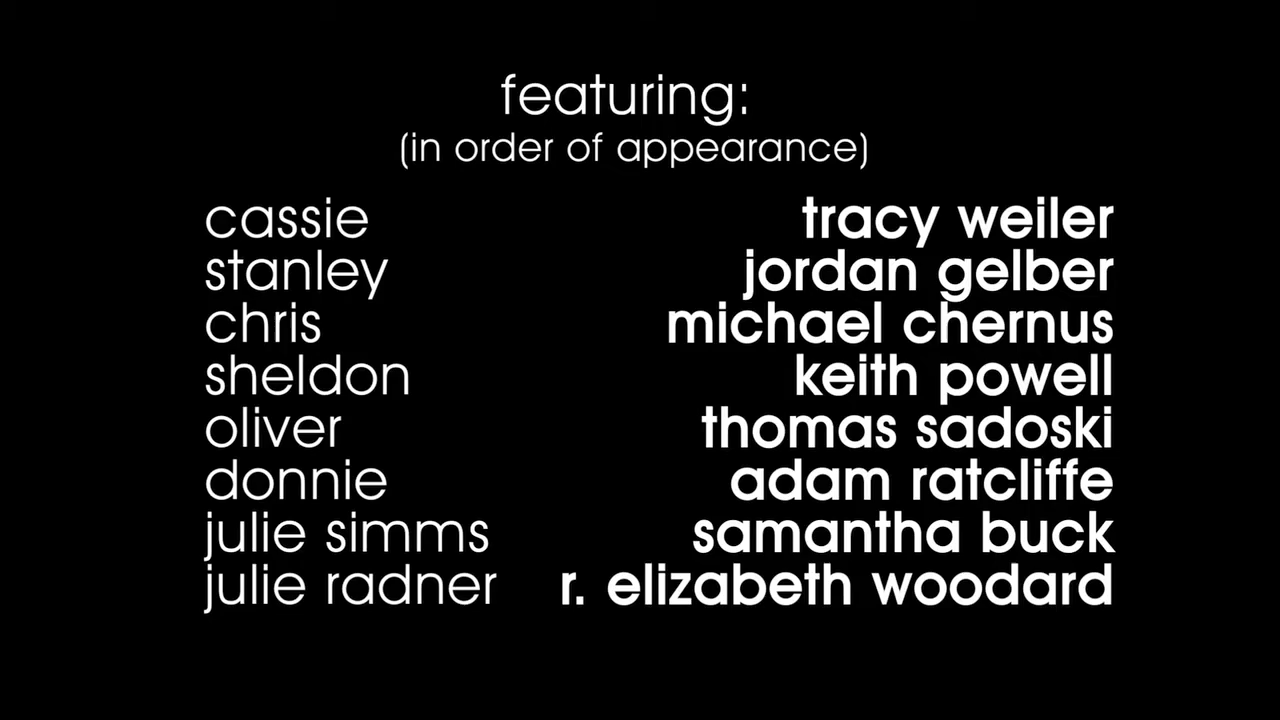 featuring:
(in order of appearance)
cassie tracy weiler
stanley jordan gelber
chris michael chernus
sheldon keith powell
oliver thomas sadoski
donnie adam ratcliffe
julie simms samantha buck
julie radner r. elizabeth woodard